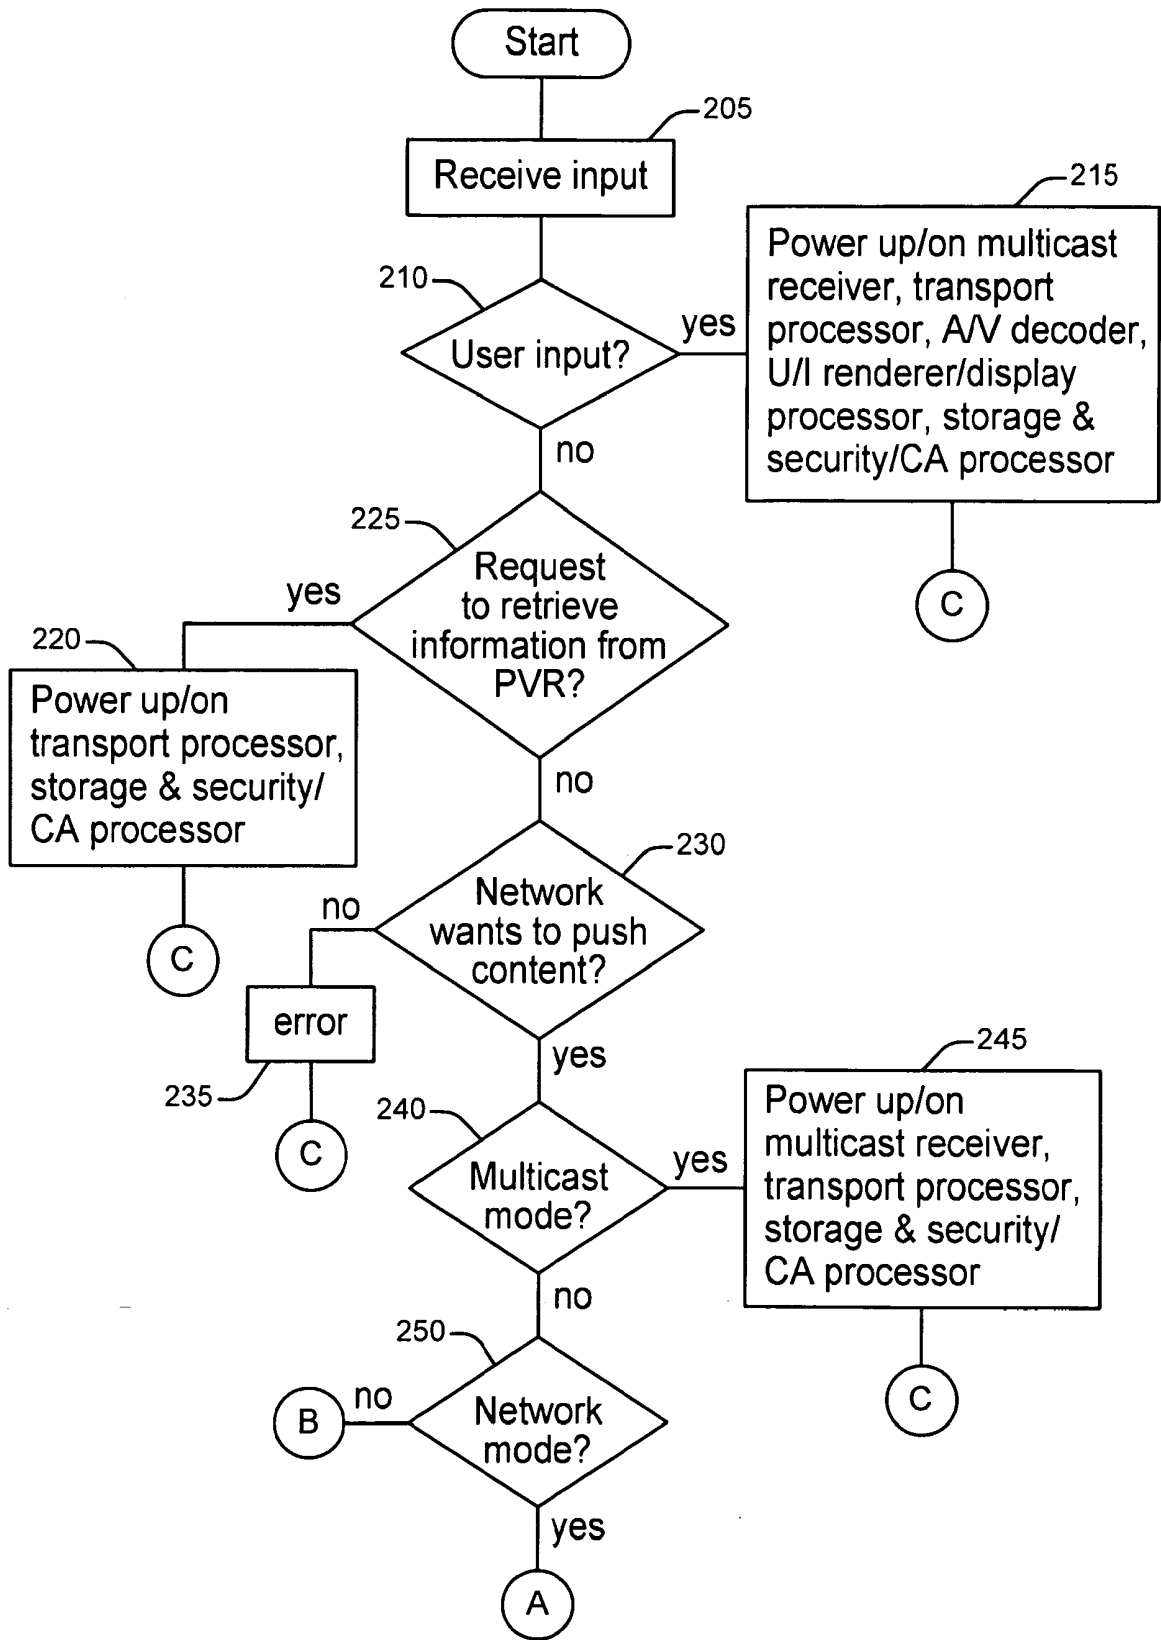 Start
205
Receive input
215
Power up/on multicast
receiver, transport
processor, A/V decoder,
U/I renderer/display
processor, storage &
security/CA processor
C
210
User input?
yes
no
225
Request
to retrieve
information from
PVR?
yes
220
Power up/on
transport processor,
storage & security/
CA processor
C
no
230
Network
wants to push
content?
no
error
235
C
yes
240
Multicast
mode?
yes
245
Power up/on
multicast receiver,
transport processor,
storage & security/
CA processor
C
no
250
Network
mode?
no
B
yes
A